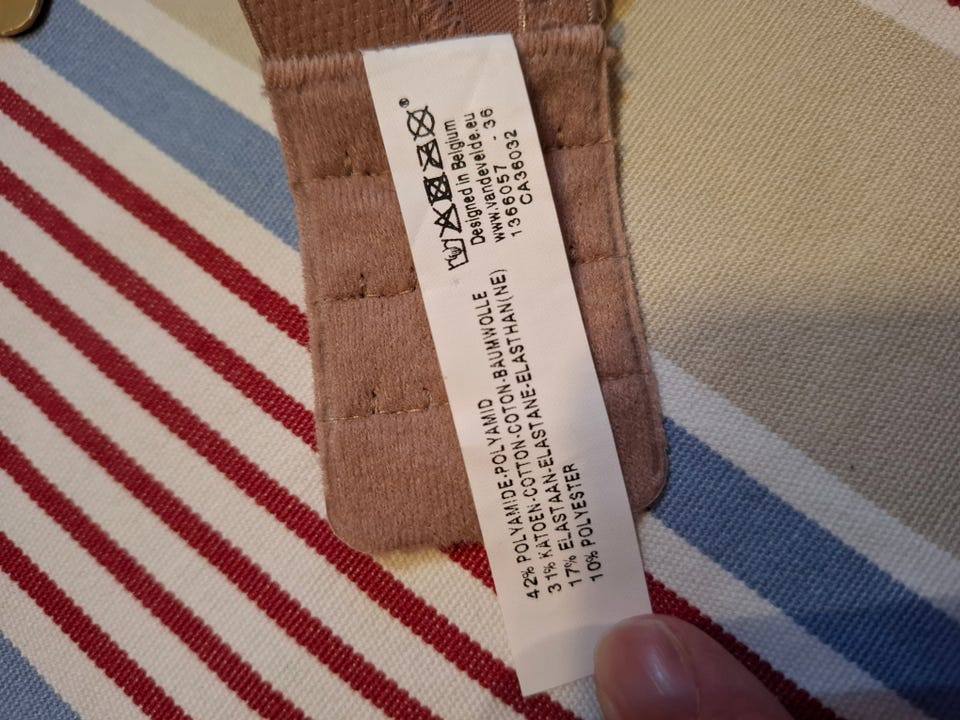 ®
Designed in Belgium
www.vandevelde.eu
1366057 - 36
CA36032
42% POLYAMIDE-POLYAMID
31% KATOEN-COTTON-COTON-BAUMWOLLE
17% ELASTAAN-ELASTANE-ELASTHAN(NE)
10% POLYESTER